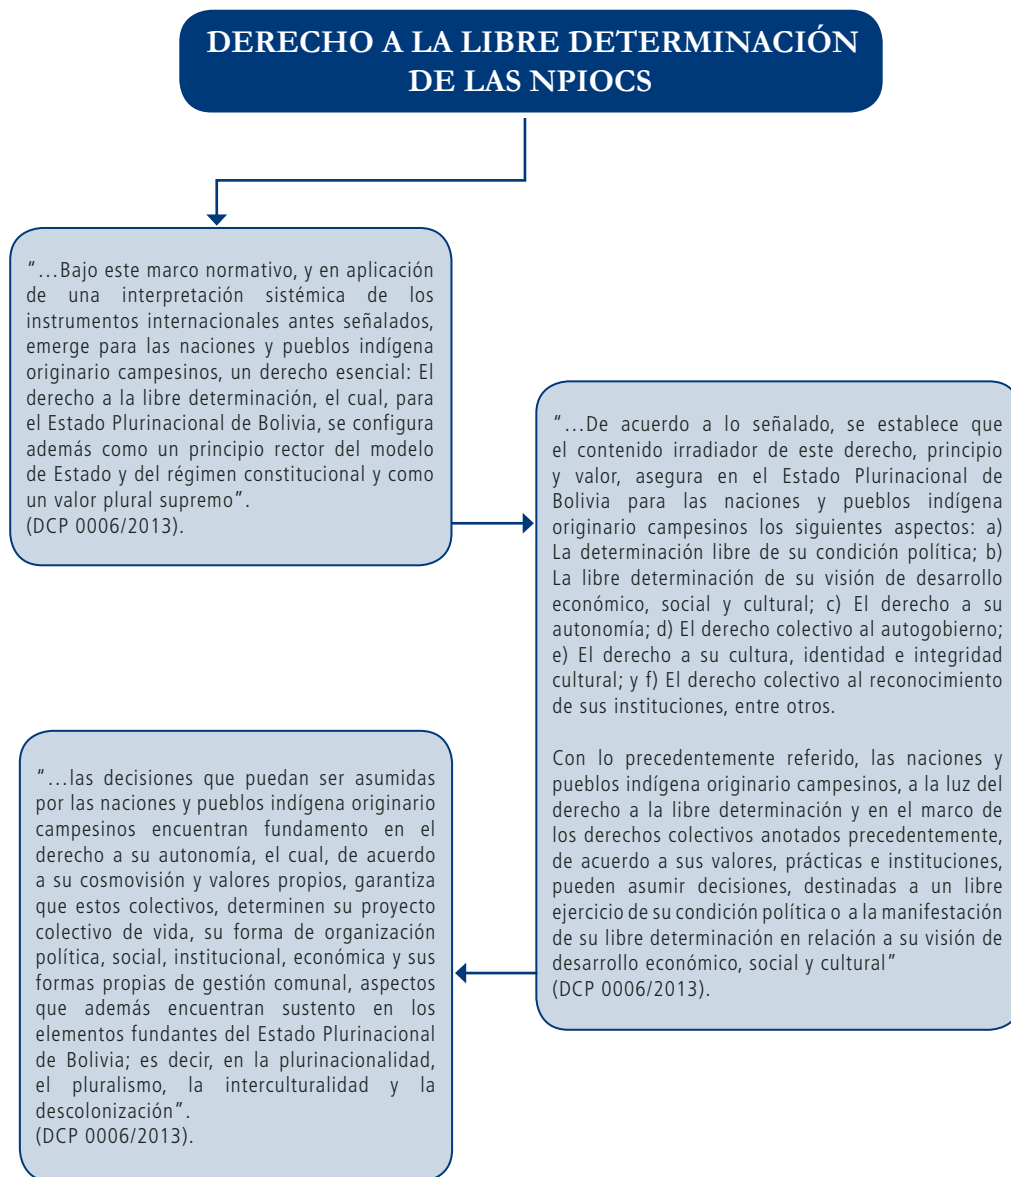 DERECHO A LA LIBRE DETERMINACIÓN
DE LAS NPIOCS
“…Bajo este marco normativo, y en aplicación
de una interpretación sistémica de los
instrumentos internacionales antes señalados,
emerge para las naciones y pueblos indígena
originario campesinos, un derecho esencial: El
derecho a la libre determinación, el cual, para
el Estado Plurinacional de Bolivia, se configura
además como un principio rector del modelo
de Estado y del régimen constitucional y como
un valor plural supremo”.
(DCP 0006/2013).
“…De acuerdo a lo señalado, se establece que
el contenido irradiador de este derecho, principio
y valor, asegura en el Estado Plurinacional de
Bolivia para las naciones y pueblos indígena
originario campesinos los siguientes aspectos: a)
La determinación libre de su condición política; b)
La libre determinación de su visión de desarrollo
económico, social y cultural; c) El derecho a su
autonomía; d) El derecho colectivo al autogobierno;
e) El derecho a su cultura, identidad e integridad
cultural; y f) El derecho colectivo al reconocimiento
de sus instituciones, entre otros.
Con lo precedentemente referido, las naciones y
pueblos indígena originario campesinos, a la luz del
derecho a la libre determinación y en el marco de
los derechos colectivos anotados precedentemente,
de acuerdo a sus valores, prácticas e instituciones,
pueden asumir decisiones, destinadas a un libre
ejercicio de su condición política o a la manifestación
de su libre determinación en relación a su visión de
desarrollo económico, social y cultural”
(DCP 0006/2013).
“…las decisiones que puedan ser asumidas
por las naciones y pueblos indígena originario
campesinos encuentran fundamento en el
derecho a su autonomía, el cual, de acuerdo
a su cosmovisión y valores propios, garantiza
que estos colectivos, determinen su proyecto
colectivo de vida, su forma de organización
política, social, institucional, económica y sus
formas propias de gestión comunal, aspectos
que además encuentran sustento en los
elementos fundantes del Estado Plurinacional
de Bolivia; es decir, en la plurinacionalidad,
el pluralismo, la interculturalidad y la
descolonización”.
(DCP 0006/2013).